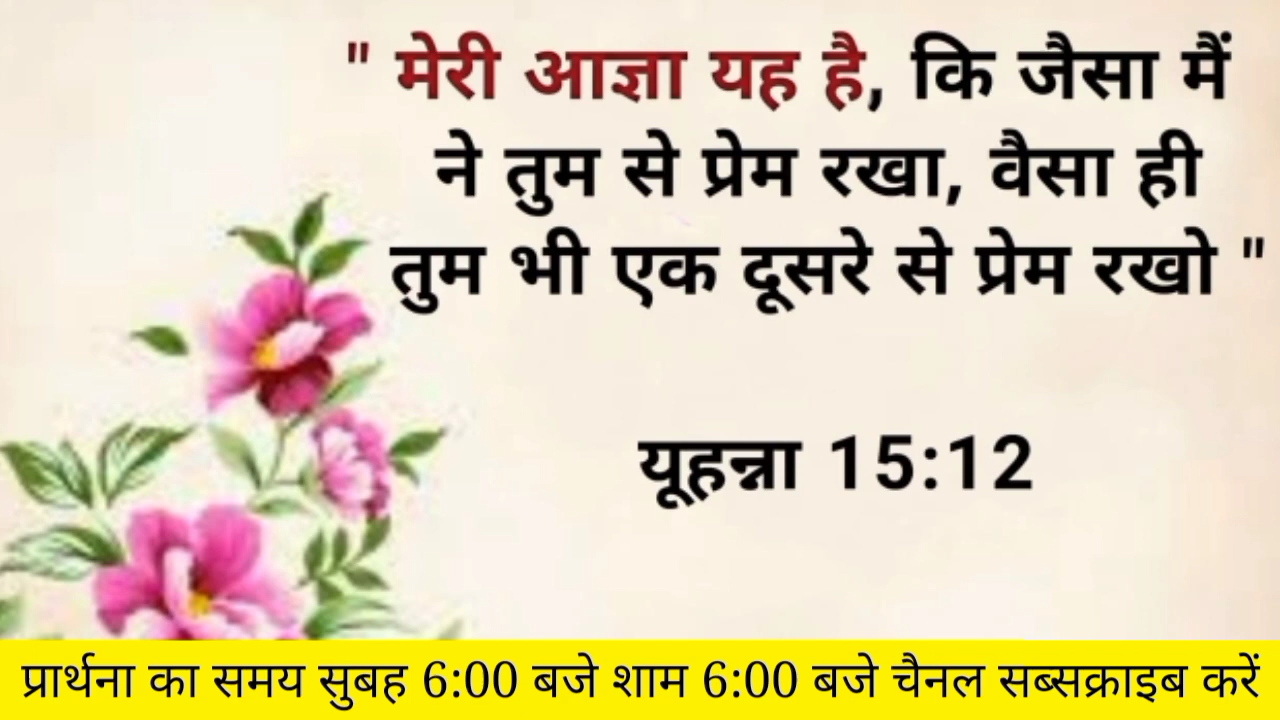 " मेरी आज्ञा यह है, कि जैसा मैं
ने तुम से प्रेम रखा, वैसा ही
तुम भी एक दूसरे से प्रेम रखो "
यूहन्ना 15:12
प्रार्थना का समय सुबह 6:00 बजे शाम 6:00 बजे चैनल सब्सक्राइब करें